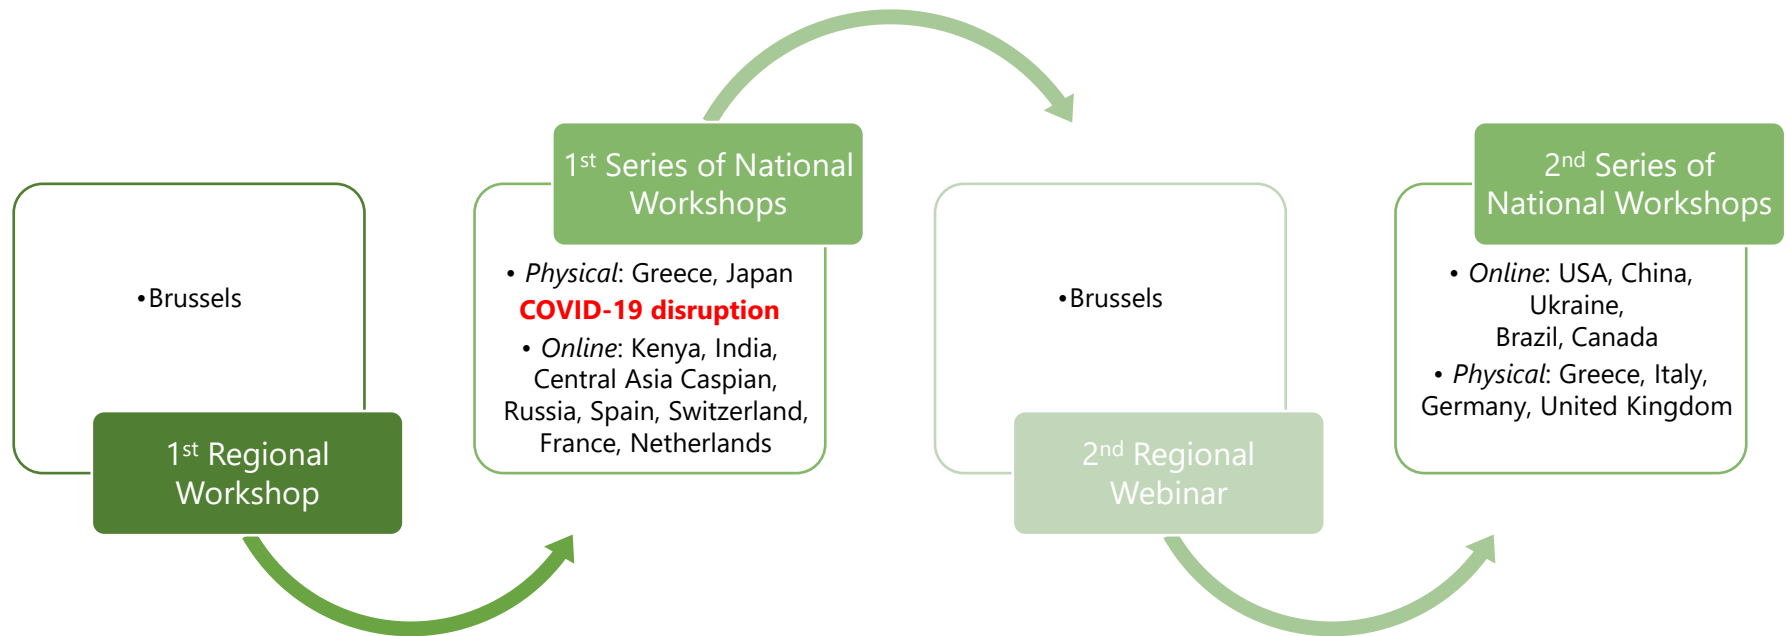 •Brussels
1st Regional
Workshop
1st Series of National
Workshops
• Physical: Greece, Japan
COVID-19 disruption
• Online: Kenya, India,
Central Asia Caspian,
Russia, Spain, Switzerland,
France, Netherlands
•Brussels
2nd Regional
Webinar
2nd Series of
National Workshops
• Online: USA, China,
Ukraine,
Brazil, Canada
• Physical: Greece, Italy,
Germany, United Kingdom